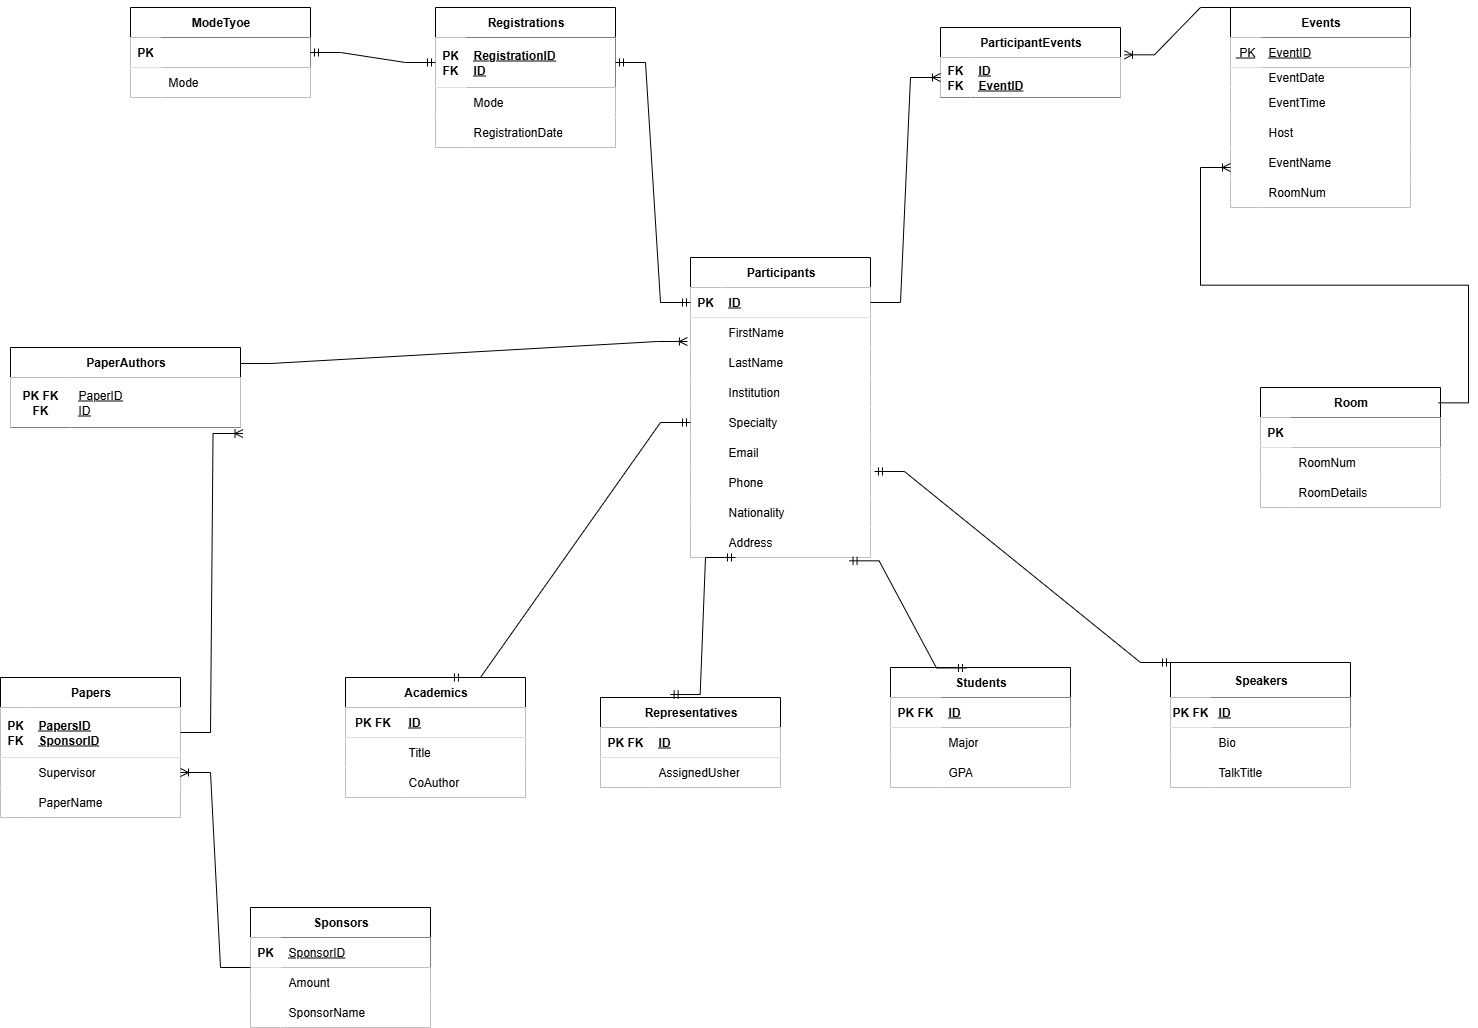 ModeTyoe
PK
Mode
Registrations
PK RegistrationID
FK ID
Mode
RegistrationDate
ParticipantEvents
FK ID
FK EventID
Events
PK EventID
EventDate
EventTime
Host
EventName
RoomNum
Participants
PK ID
FirstName
LastName
Institution
Specialty
Email
Phone
Nationality
Address
PaperAuthors
PK FK PaperID
FK ID
Room
PK
RoomNum
RoomDetails
Papers
PK PapersID
FK SponsorID
Supervisor
PaperName
Academics
PK FK ID
Title
CoAuthor
Representatives
PK FK ID
AssignedUsher
Students
PK FK ID
Major
GPA
Speakers
PK FK ID
Bio
TalkTitle
Sponsors
PK SponsorID
Amount
SponsorName